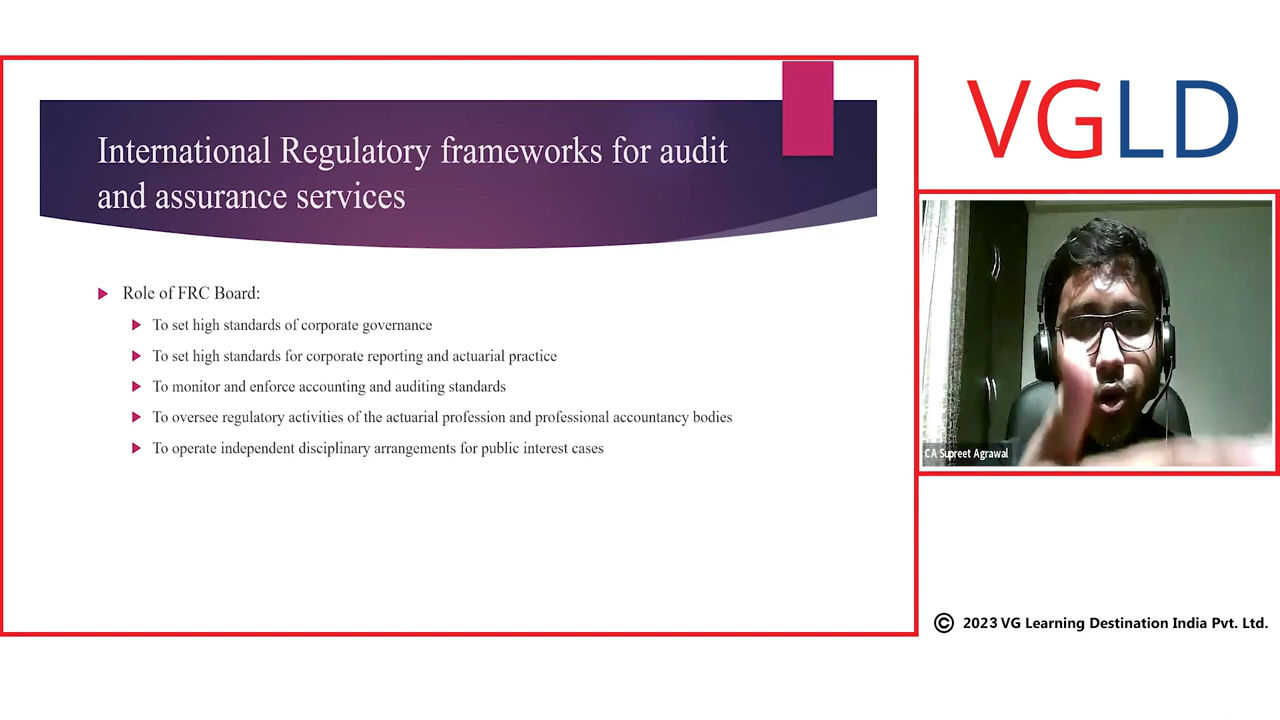 International Regulatory frameworks for audit
and assurance services
Role of FRC Board:
To set high standards of corporate governance
To set high standards for corporate reporting and actuarial practice
To monitor and enforce accounting and auditing standards
To oversee regulatory activities of the actuarial profession and professional accountancy bodies
To operate independent disciplinary arrangements for public interest cases
VGLD
CA Supreet Agrawal
© 2023 VG Learning Destination India Pvt. Ltd.